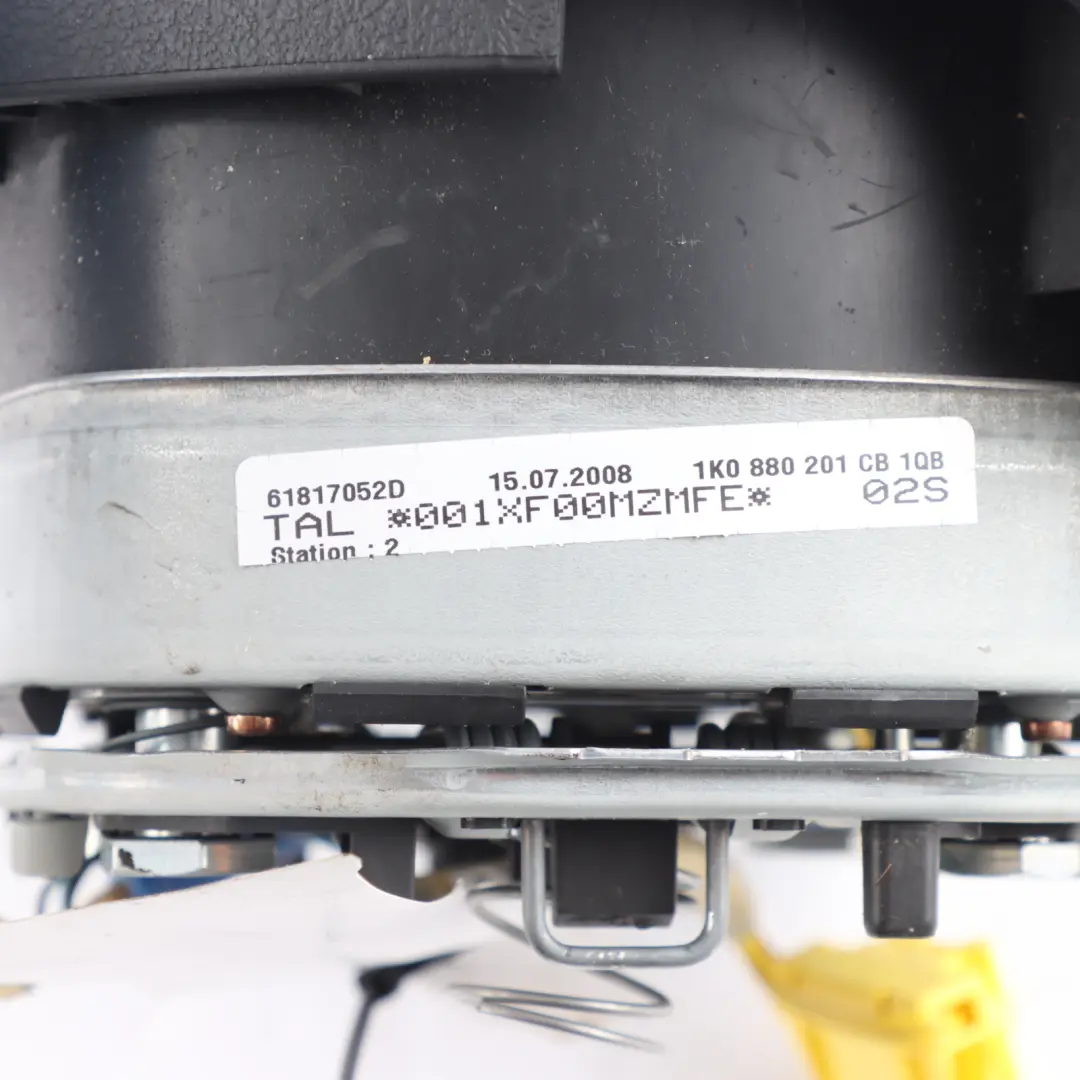 61817052D 15.07.2008 1K0 880 201 CB 1QB
TAL *001XF00MZMFE* 02S
Station : 2